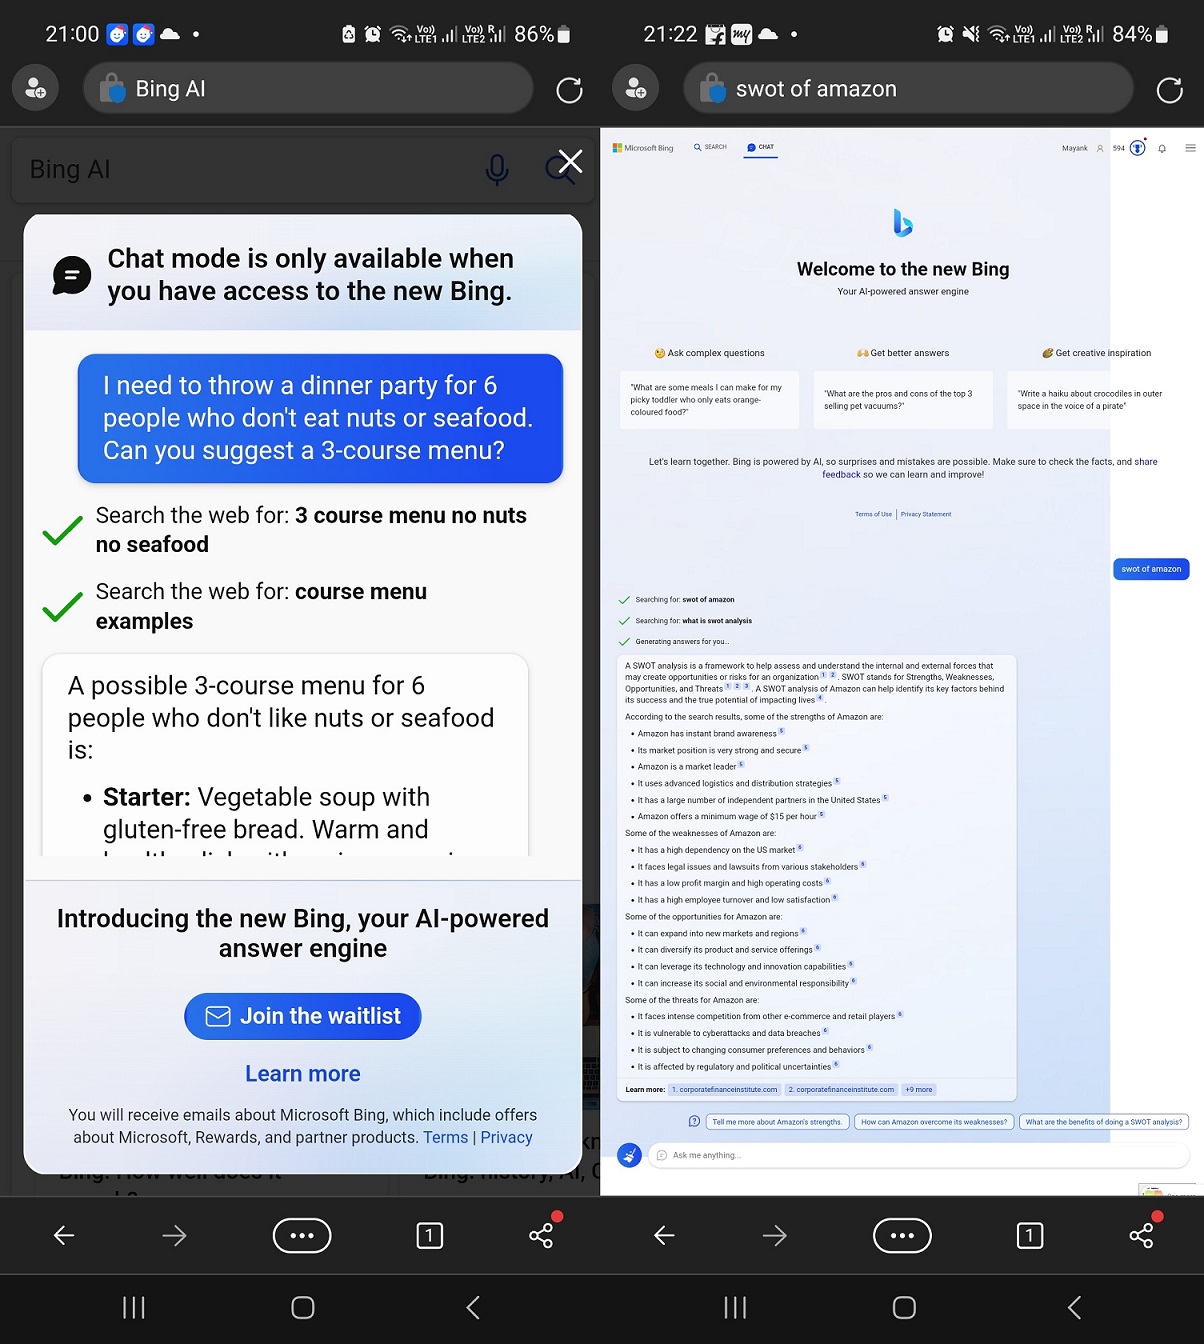 21:00
Vo)) LTE1 Vo)) R LTE2 86%
Bing AI
Bing AI
Chat mode is only available when
you have access to the new Bing.
I need to throw a dinner party for 6
people who don't eat nuts or seafood.
Can you suggest a 3-course menu?
Search the web for: 3 course menu no nuts
no seafood
Search the web for: course menu
examples
A possible 3-course menu for 6
people who don't like nuts or seafood
is:
• Starter: Vegetable soup with
gluten-free bread. Warm and
Introducing the new Bing, your AI-powered
answer engine
Join the waitlist
Learn more
You will receive emails about Microsoft Bing, which include offers
about Microsoft, Rewards, and partner products. Terms | Privacy
1
21:22 my
Vo)) LTE1 Vo)) R LTE2 84%
swot of amazon
Microsoft Bing SEARCH CHAT Mayank 594
Welcome to the new Bing
Your AI-powered answer engine
Ask complex questions
Get better answers
Get creative inspiration
"What are some meals I can make for my
picky toddler who only eats orange-
coloured food?"
"What are the pros and cons of the top 3
selling pet vacuums?"
"Write a haiku about crocodiles in outer
space in the voice of a pirate"
Let's learn together. Bing is powered by AI, so surprises and mistakes are possible. Make sure to check the facts, and share
feedback so we can learn and improve!
Terms of Use | Privacy Statement
swot of amazon
Searching for: swot of amazon
Searching for: what is swot analysis
Generating answers for you...
A SWOT analysis is a framework to help assess and understand the internal and external forces that
may create opportunities or risks for an organization 1 2. SWOT stands for Strengths, Weaknesses,
Opportunities, and Threats 1 2 3. A SWOT analysis of Amazon can help identify its key factors behind
its success and the true potential of impacting lives 4.
According to the search results, some of the strengths of Amazon are:
• Amazon has instant brand awareness 5
• Its market position is very strong and secure 5
• Amazon is a market leader 5
• It uses advanced logistics and distribution strategies 5
• It has a large number of independent partners in the United States 5
• Amazon offers a minimum wage of $15 per hour 5
Some of the weaknesses of Amazon are:
• It has a high dependency on the US market 6
• It faces legal issues and lawsuits from various stakeholders 6
• It has a low profit margin and high operating costs 6
• It has a high employee turnover and low satisfaction 6
Some of the opportunities for Amazon are:
• It can expand into new markets and regions 6
• It can diversify its product and service offerings 6
• It can leverage its technology and innovation capabilities 6
• It can increase its social and environmental responsibility 6
Some of the threats for Amazon are:
• It faces intense competition from other e-commerce and retail players 6
• It is vulnerable to cyberattacks and data breaches 6
• It is subject to changing consumer preferences and behaviors 6
• It is affected by regulatory and political uncertainties 6
Learn more: 1. corporatefinanceinstitute.com 2. corporatefinanceinstitute.com +9 more
Tell me more about Amazon's strengths. How can Amazon overcome its weaknesses? What are the benefits of doing a SWOT analysis?
Ask me anything...
1